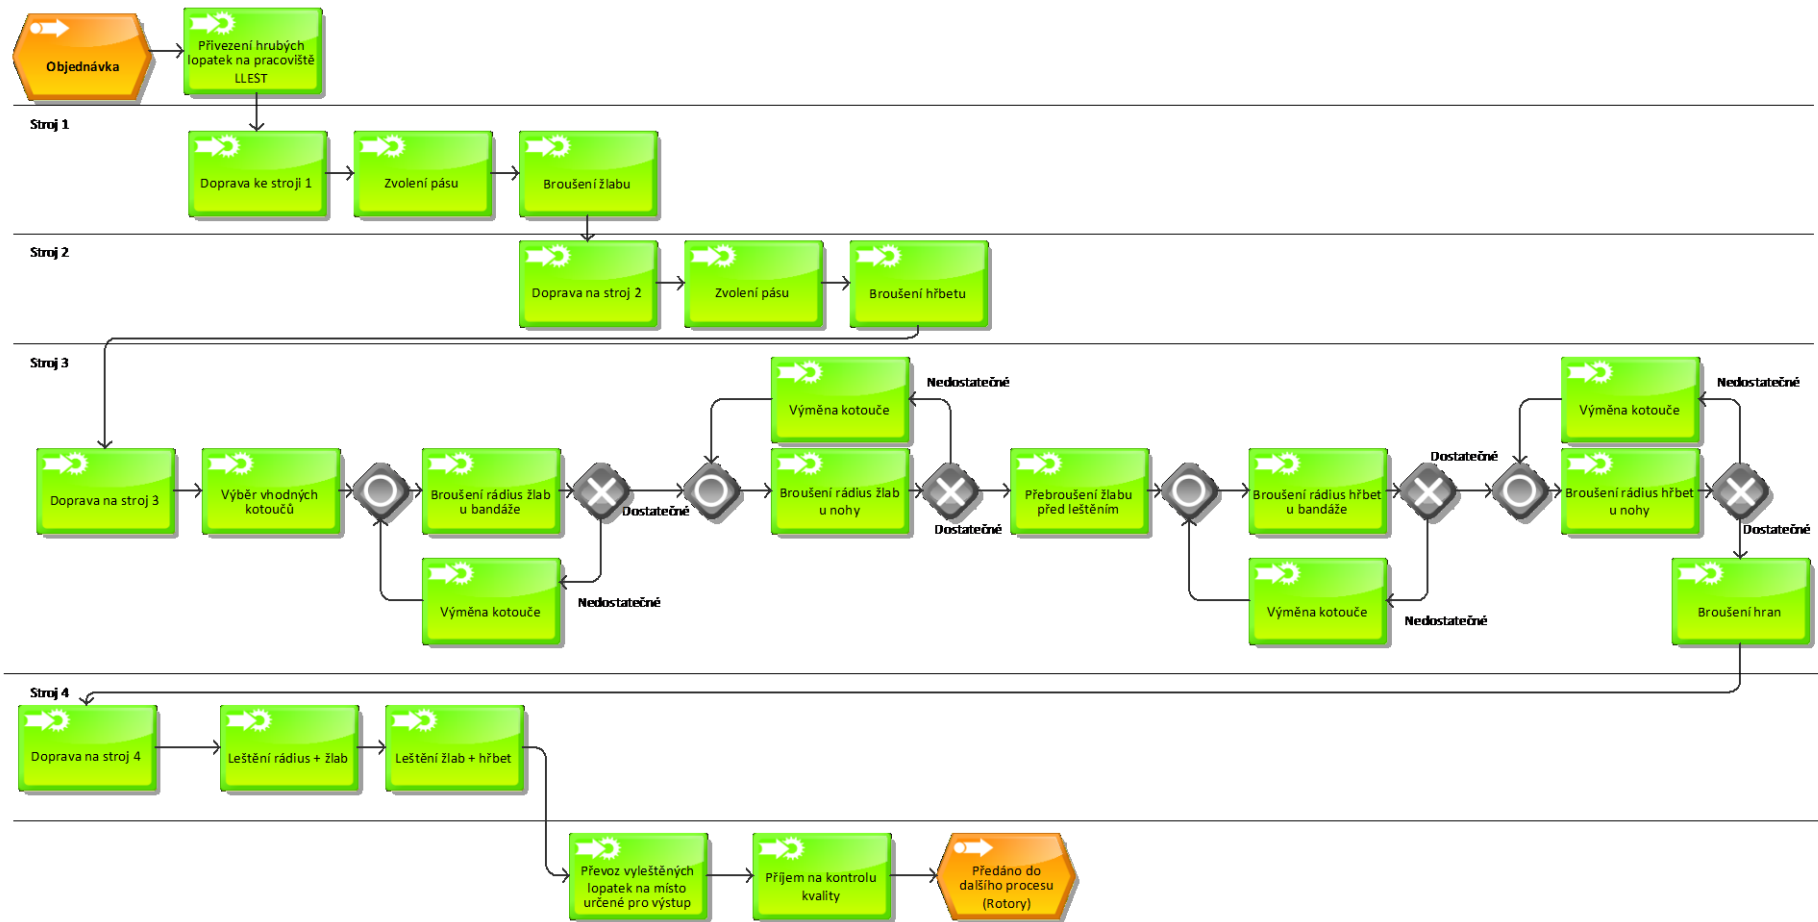 Objednávka
Přivezení hrubých
lopatek na pracoviště
LLEST
Stroj 1
Doprava ke stroji 1
Zvolení pásu
Broušení žlabu
Stroj 2
Doprava na stroj 2
Zvolení pásu
Broušení hřbetu
Stroj 3
Výměna kotouče
Nedostatečné
Výměna kotouče
Nedostatečné
Doprava na stroj 3
Výběr vhodných
kotoučů
Broušení rádius žlab
u bandáže
Dostatečné
Broušení rádius žlab
u nohy
Dostatečné
Přebroušení žlabu
před leštěním
Broušení rádius hřbet
u bandáže
Dostatečné
Broušení rádius hřbet
u nohy
Dostatečné
Výměna kotouče
Nedostatečné
Výměna kotouče
Nedostatečné
Broušení hran
Stroj 4
Doprava na stroj 4
Leštění rádius + žlab
Leštění žlab + hřbet
Převoz vyleštěných
lopatek na místo
určené pro výstup
Příjem na kontrolu
kvality
Předáno do
dalšího procesu
(Rotory)